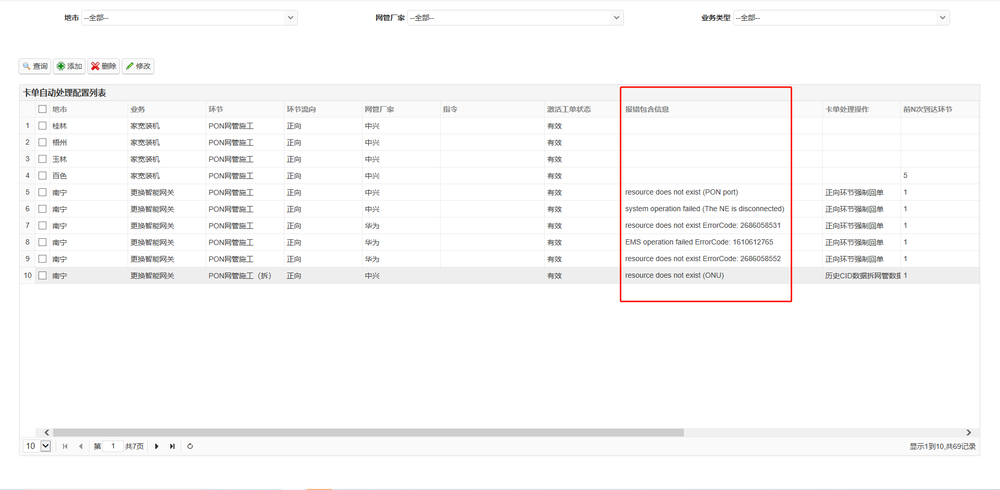 地市 --全部-- 网管厂家 --全部-- 业务类型 --全部--
查询 添加 删除 修改
卡单自动处理配置列表
地市 业务 环节 环节流向 网管厂家 指令 激活工单状态 报错包含信息 卡单处理操作 前N次到达环节
1 桂林 家宽装机 PON网管施工 正向 中兴 有效
2 梧州 家宽装机 PON网管施工 正向 中兴 有效
3 玉林 家宽装机 PON网管施工 正向 中兴 有效
4 百色 家宽装机 PON网管施工 正向 中兴 有效 5
5 南宁 更换智能网关 PON网管施工 正向 中兴 有效 resource does not exist (PON port) 正向环节强制回单 1
6 南宁 更换智能网关 PON网管施工 正向 中兴 有效 system operation failed (The NE is disconnected) 正向环节强制回单 1
7 南宁 更换智能网关 PON网管施工 正向 华为 有效 resource does not exist ErrorCode: 2686058531 正向环节强制回单 1
8 南宁 更换智能网关 PON网管施工 正向 华为 有效 EMS operation failed ErrorCode: 1610612765 正向环节强制回单 1
9 南宁 更换智能网关 PON网管施工 正向 华为 有效 resource does not exist ErrorCode: 2686058552 正向环节强制回单 1
10 南宁 更换智能网关 PON网管施工（拆） 正向 中兴 有效 resource does not exist (ONU) 历史CID数据拆网管数据 1
10 第 1 共7页 显示1到10,共69记录